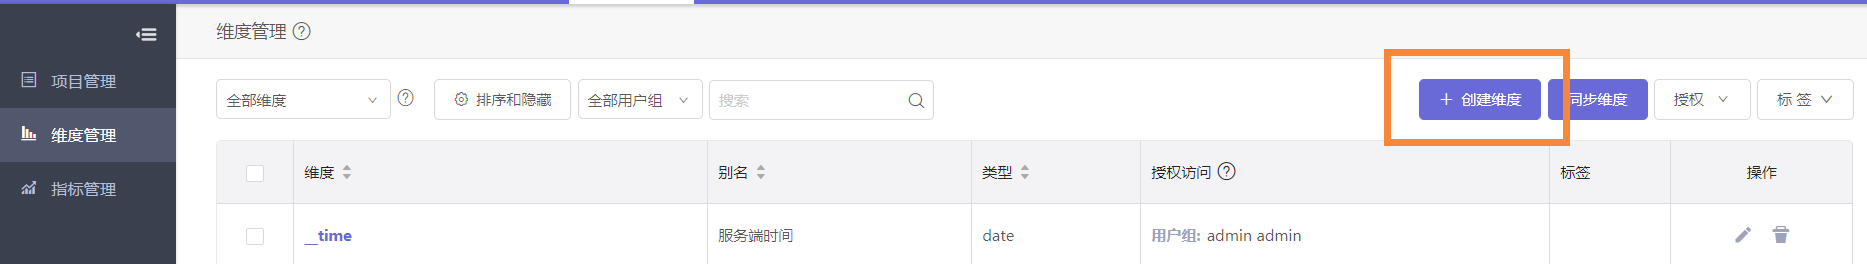 维度管理
项目管理
维度管理
指标管理
全部维度
排序和隐藏
全部用户组
搜索
+ 创建维度
同步维度
授权
标 签
维度
别名
类型
授权访问
标签
操作
__time
服务端时间
date
用户组: admin admin